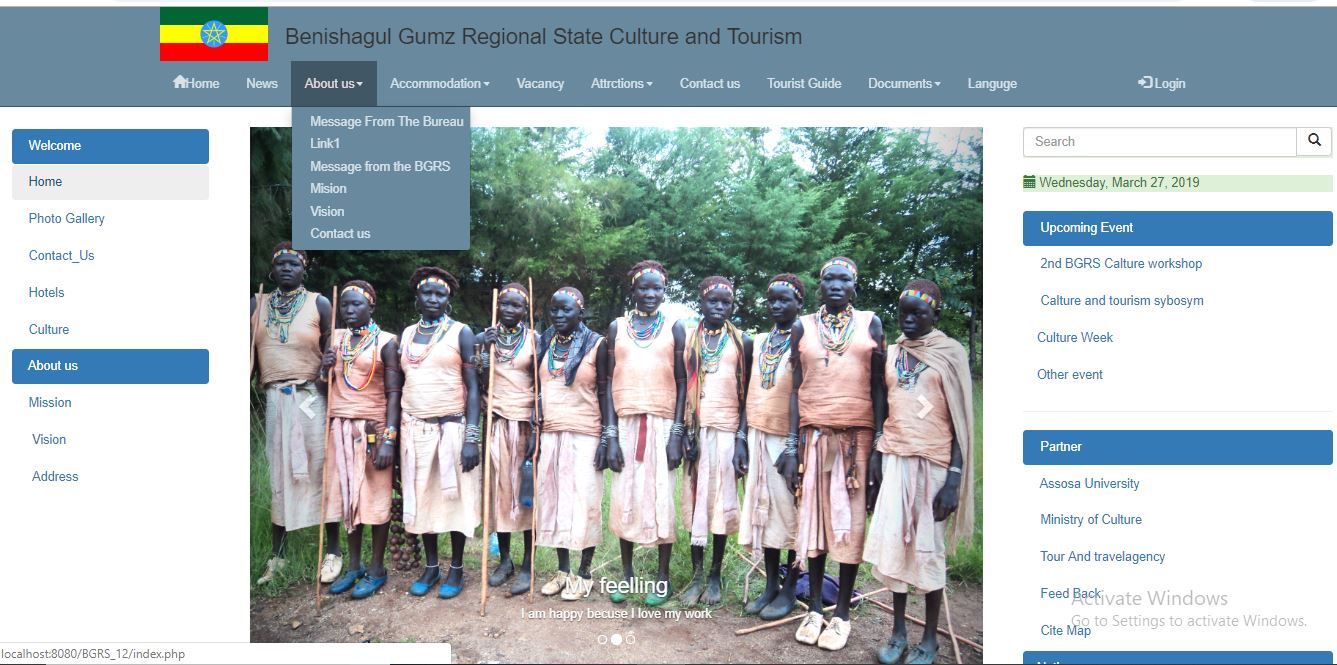 Benishagul Gumz Regional State Culture and Tourism
Home News About us Accommodation Vacancy Attrctions Contact us Tourist Guide Documents Languge Login
Message From The Bureau
Link1
Message from the BGRS
Mision
Vision
Contact us
Welcome
Home
Photo Gallery
Contact_Us
Hotels
Culture
About us
Mission
Vision
Address
My feelling
I am happy becuse I love my work
Search
Wednesday, March 27, 2019
Upcoming Event
2nd BGRS Calture workshop
Calture and tourism sybosym
Culture Week
Other event
Partner
Assosa University
Ministry of Culture
Tour And travelagency
Feed Back
Cite Map
Activate Windows
Go to Settings to activate Windows.
localhost:8080/BGRS_12/index.php